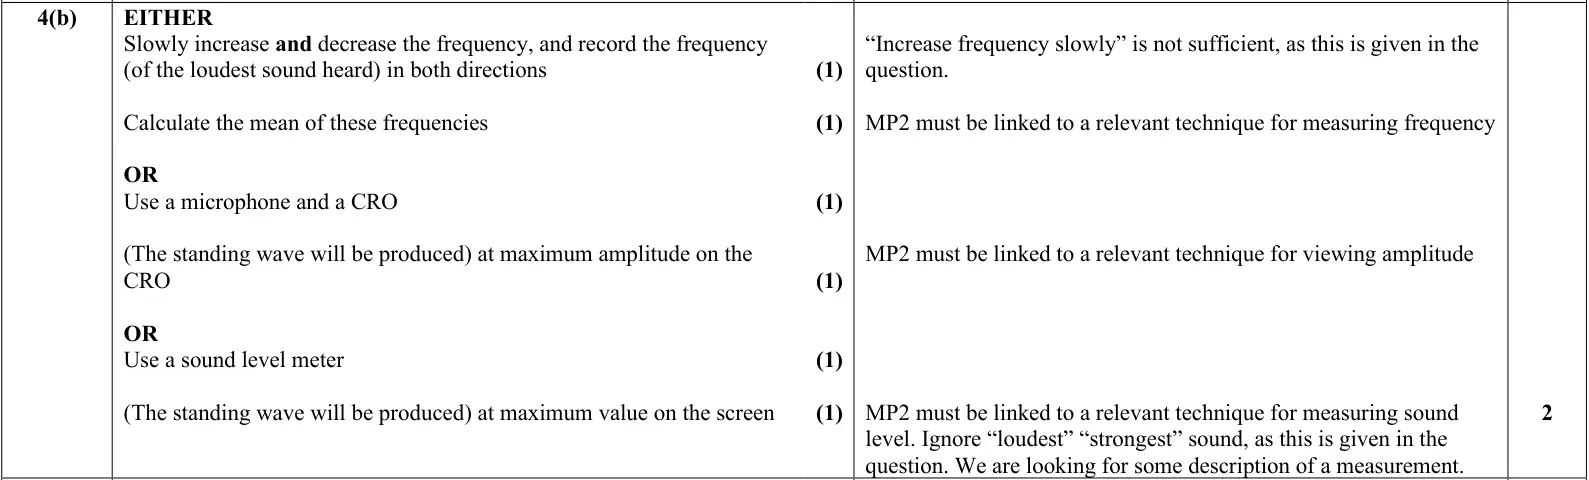 4(b)
EITHER
Slowly increase and decrease the frequency, and record the frequency
(of the loudest sound heard) in both directions (1)
“Increase frequency slowly” is not sufficient, as this is given in the
question.
Calculate the mean of these frequencies (1)
MP2 must be linked to a relevant technique for measuring frequency
OR
Use a microphone and a CRO (1)
(The standing wave will be produced) at maximum amplitude on the
CRO (1)
MP2 must be linked to a relevant technique for viewing amplitude
OR
Use a sound level meter (1)
(The standing wave will be produced) at maximum value on the screen (1)
MP2 must be linked to a relevant technique for measuring sound
level. Ignore “loudest” “strongest” sound, as this is given in the
question. We are looking for some description of a measurement.
2